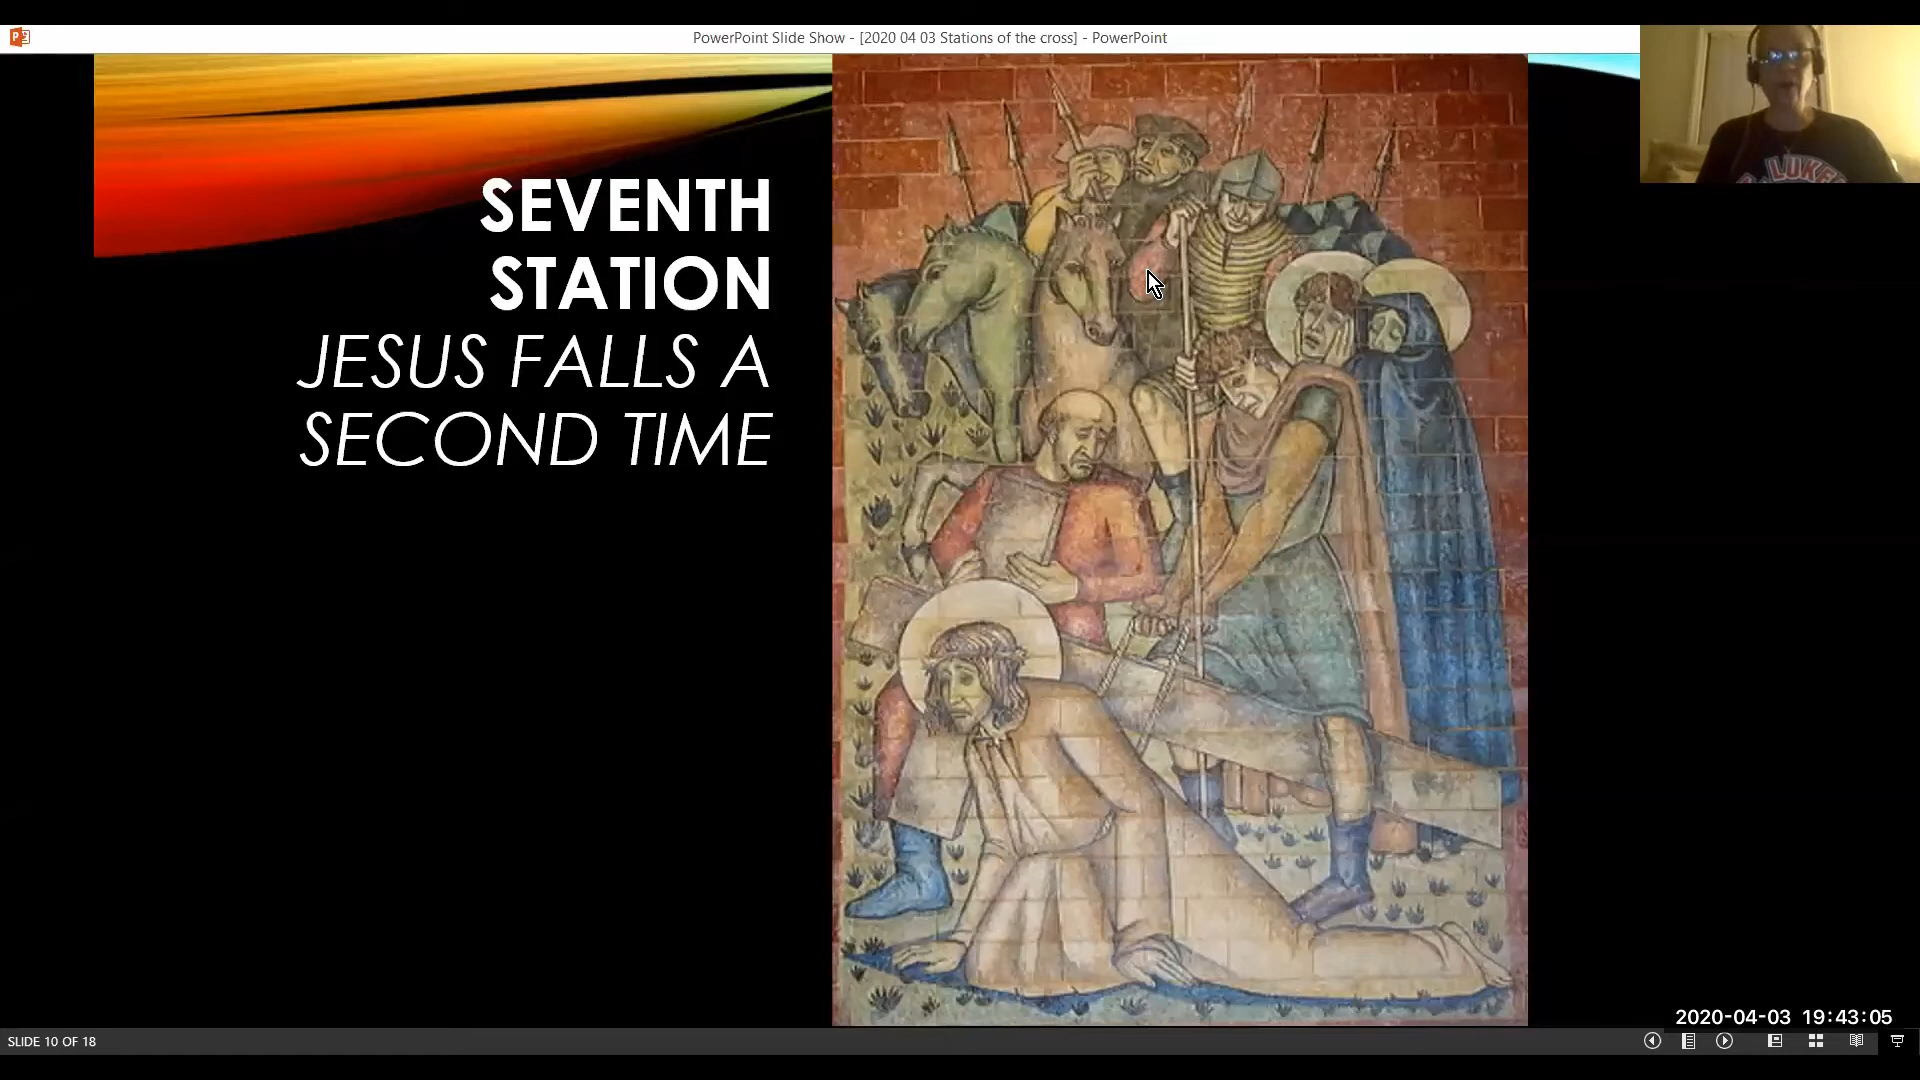 PowerPoint Slide Show - [2020 04 03 Stations of the cross] - PowerPoint
SEVENTH
STATION
JESUS FALLS A
SECOND TIME
LUKE
2020-04-03 19:43:05
SLIDE 10 OF 18